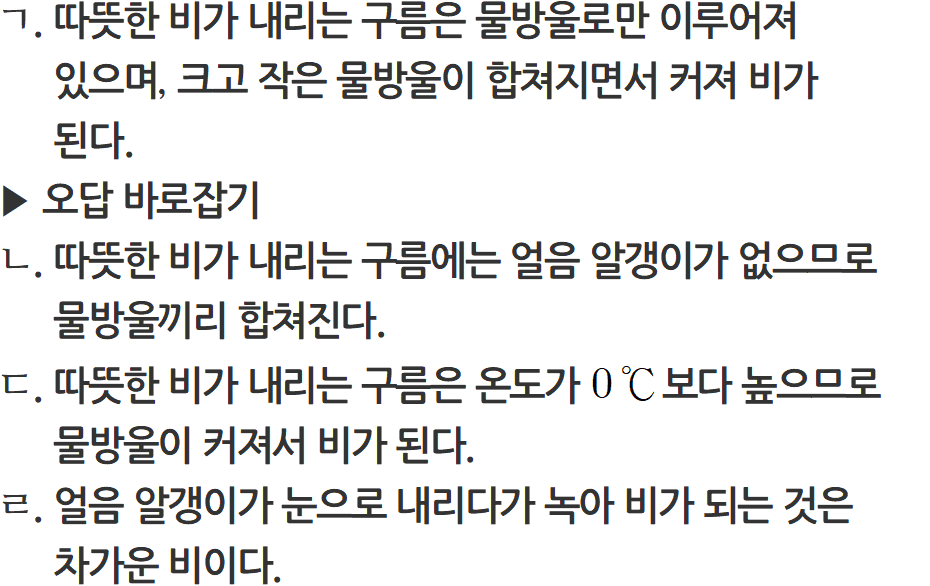 ㄱ. 따뜻한 비가 내리는 구름은 물방울로만 이루어져
있으며, 크고 작은 물방울이 합쳐지면서 커져 비가
된다.
▶ 오답 바로잡기
ㄴ. 따뜻한 비가 내리는 구름에는 얼음 알갱이가 없으므로
물방울끼리 합쳐진다.
ㄷ. 따뜻한 비가 내리는 구름은 온도가 0 ℃ 보다 높으므로
물방울이 커져서 비가 된다.
ㄹ. 얼음 알갱이가 눈으로 내리다가 녹아 비가 되는 것은
차가운 비이다.